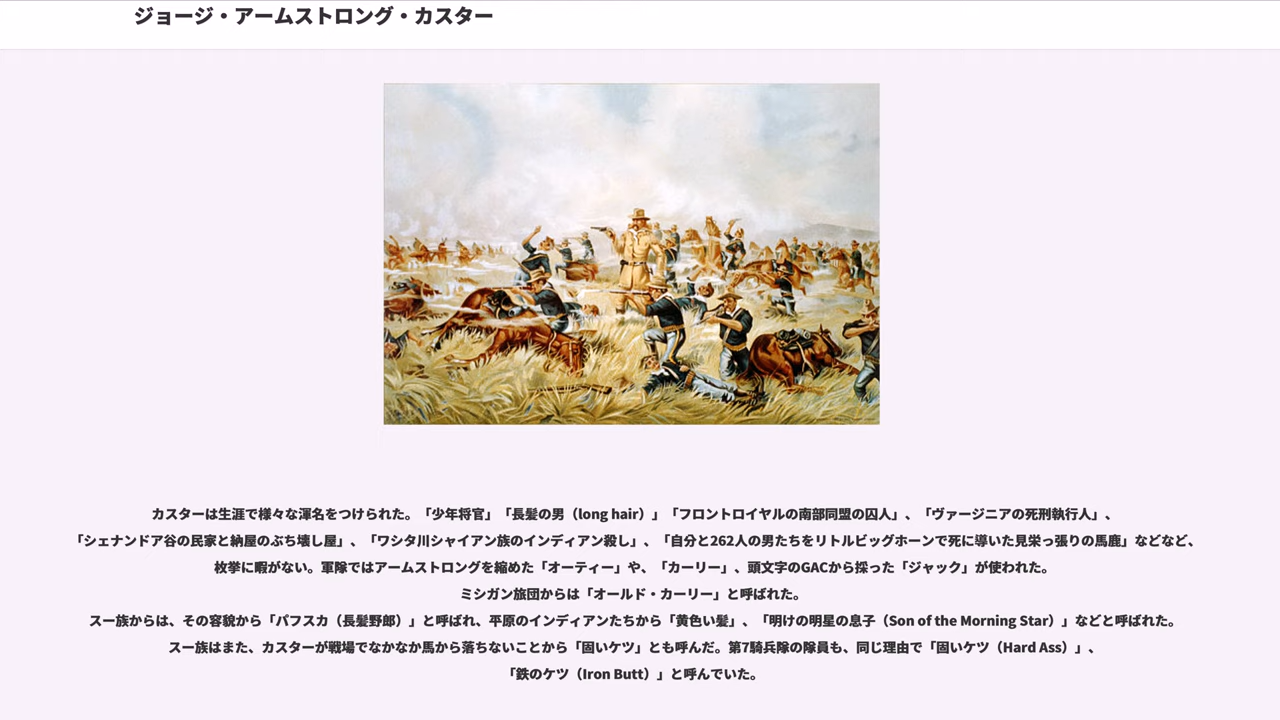 ジョージ・アームストロング・カスター
カスターは生涯で様々な渾名をつけられた。「少年将官」「長髪の男（long hair）」「フロントロイヤルの南部同盟の囚人」、「ヴァージニアの死刑執行人」、
「シェナンドア谷の民家と納屋のぶち壊し屋」、「ワシタ川シャイアン族のインディアン殺し」、「自分と262人の男たちをリトルビッグホーンで死に導いた見栄っ張りの馬鹿」などなど、
枚挙に暇がない。軍隊ではアームストロングを縮めた「オーティー」や、「カーリー」、頭文字のGACから採った「ジャック」が使われた。
ミシガン旅団からは「オールド・カーリー」と呼ばれた。
スー族からは、その容貌から「パフスカ（長髪野郎）」と呼ばれ、平原のインディアンたちから「黄色い髪」、「明けの明星の息子（Son of the Morning Star）」などと呼ばれた。
スー族はまた、カスターが戦場でなかなか馬から落ちないことから「固いケツ」とも呼んだ。第7騎兵隊の隊員も、同じ理由で「固いケツ（Hard Ass）」、
「鉄のケツ（Iron Butt）」と呼んでいた。